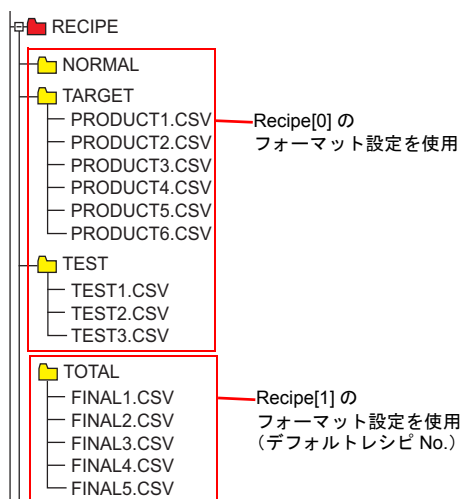 RECIPE
NORMAL
TARGET
PRODUCT1.CSV
PRODUCT2.CSV
PRODUCT3.CSV
PRODUCT4.CSV
PRODUCT5.CSV
PRODUCT6.CSV
Recipe[0] の
フォーマット設定を使用
TEST
TEST1.CSV
TEST2.CSV
TEST3.CSV
TOTAL
FINAL1.CSV
FINAL2.CSV
FINAL3.CSV
FINAL4.CSV
FINAL5.CSV
Recipe[1] の
フォーマット設定を使用
（デフォルトレシピ No.）